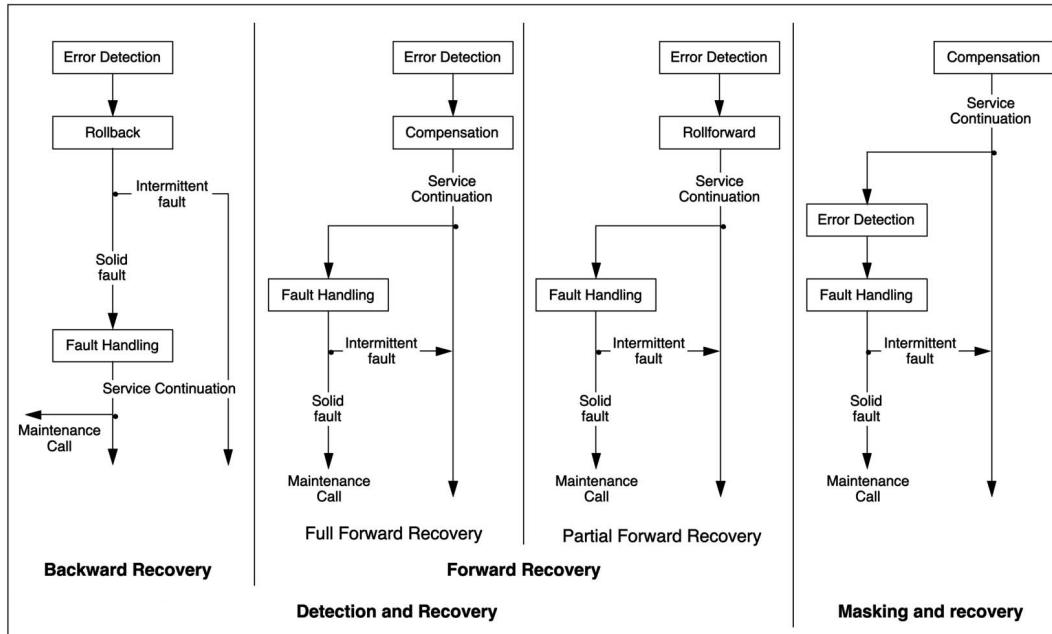 Error Detection
Rollback
Intermittent
fault
Solid
fault
Fault Handling
Service Continuation
Maintenance
Call
Backward Recovery
Error Detection
Compensation
Service
Continuation
Fault Handling
Intermittent
fault
Solid
fault
Maintenance
Call
Full Forward Recovery
Error Detection
Rollforward
Service
Continuation
Fault Handling
Intermittent
fault
Solid
fault
Maintenance
Call
Partial Forward Recovery
Forward Recovery
Detection and Recovery
Compensation
Service
Continuation
Error Detection
Fault Handling
Intermittent
fault
Solid
fault
Maintenance
Call
Masking and recovery